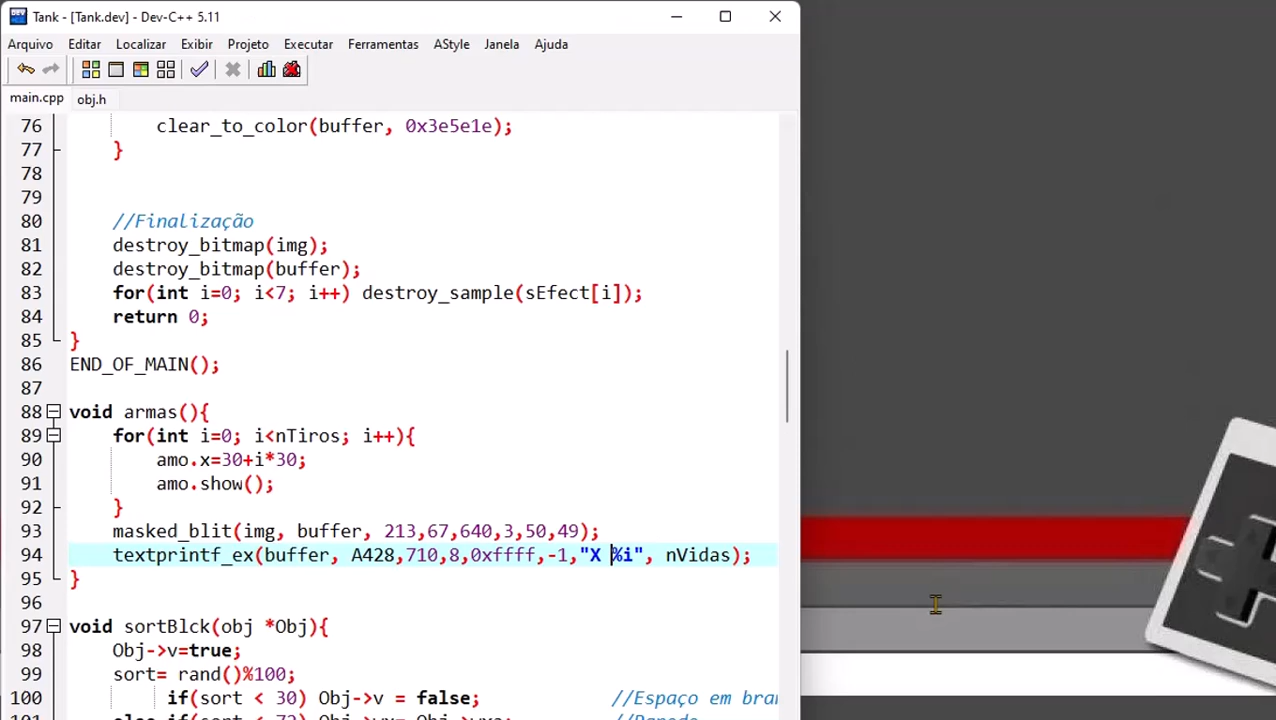 Tank - [Tank.dev] - Dev-C++ 5.11
Arquivo Editar Localizar Exibir Projeto Executar Ferramentas AStyle Janela Ajuda
main.cpp obj.h
76 clear_to_color(buffer, 0x3e5e1e);
77 }
78
79
80 //Finalização
81 destroy_bitmap(img);
82 destroy_bitmap(buffer);
83 for(int i=0; i<7; i++) destroy_sample(sEfect[i]);
84 return 0;
85 }
86 END_OF_MAIN();
87
88 void armas(){
89 for(int i=0; i<nTiros; i++){
90 amo.x=30+i*30;
91 amo.show();
92 }
93 masked_blit(img, buffer, 213,67,640,3,50,49);
94 textprintf_ex(buffer, A428,710,8,0xffff,-1,"X %i", nVidas);
95 }
96
97 void sortBlck(obj *Obj){
98 Obj->v=true;
99 sort= rand()%100;
100 if(sort < 30) Obj->v = false; //Espaço em bran